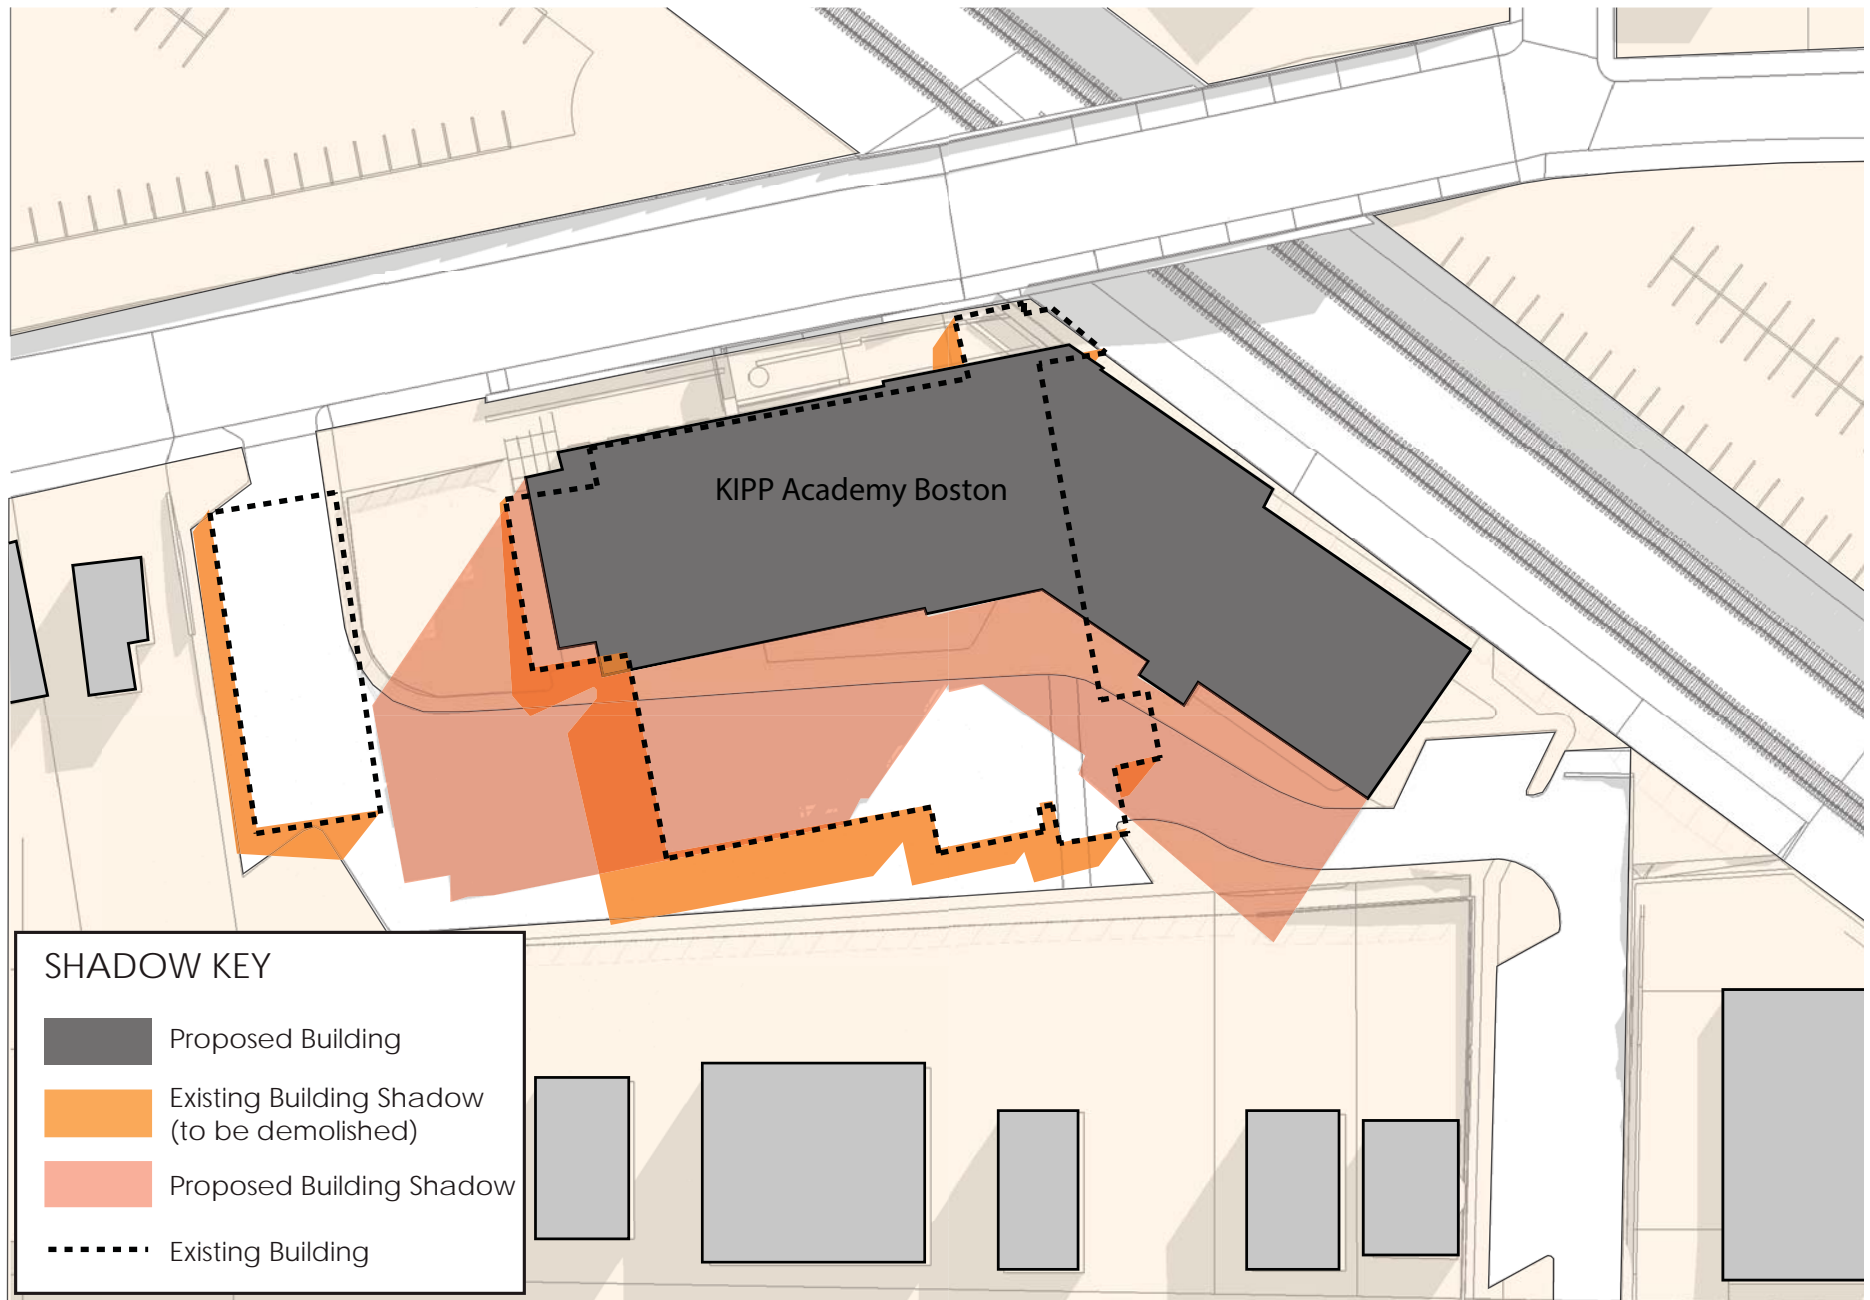 KIPP Academy Boston
SHADOW KEY
Proposed Building
Existing Building Shadow
(to be demolished)
Proposed Building Shadow
Existing Building